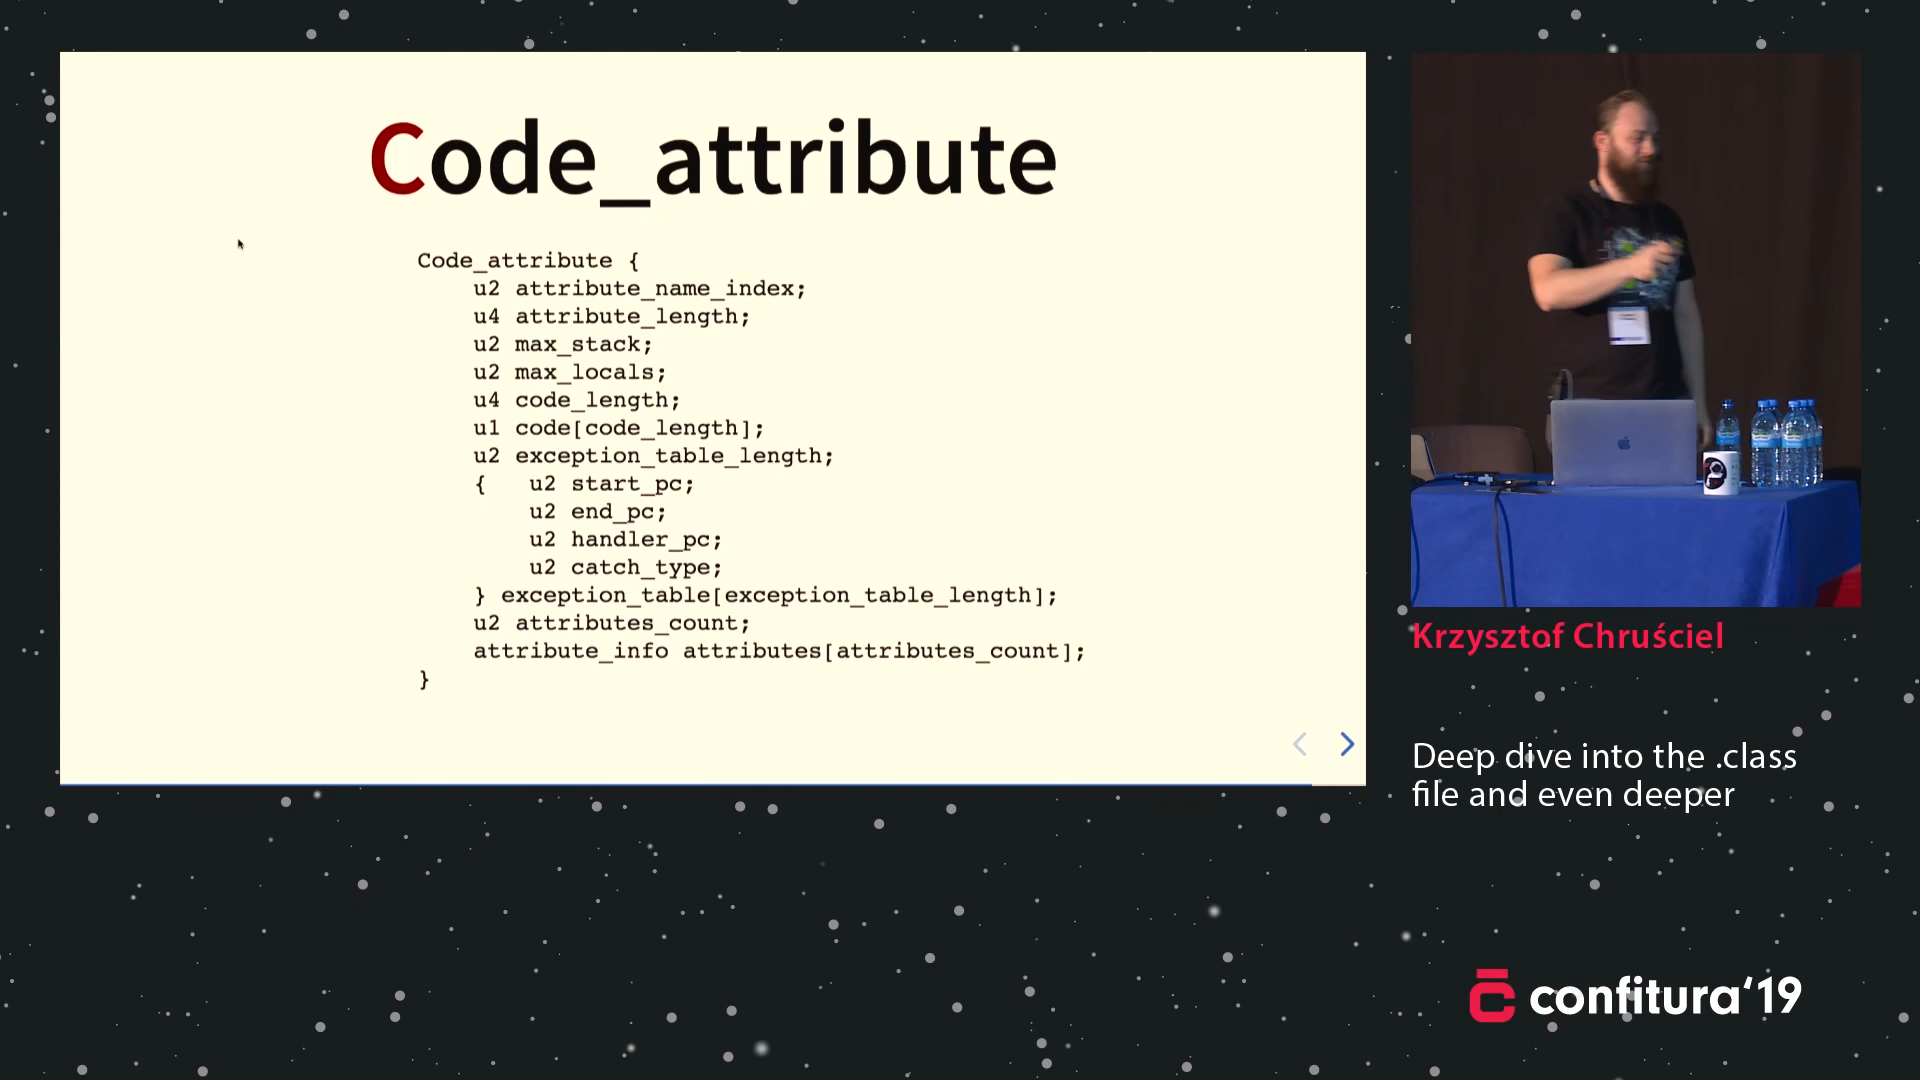 Code_attribute
Code_attribute {
u2 attribute_name_index;
u4 attribute_length;
u2 max_stack;
u2 max_locals;
u4 code_length;
u1 code[code_length];
u2 exception_table_length;
{ u2 start_pc;
u2 end_pc;
u2 handler_pc;
u2 catch_type;
} exception_table[exception_table_length];
u2 attributes_count;
attribute_info attributes[attributes_count];
}
Krzysztof Chruściel
Deep dive into the .class
file and even deeper
confitura‘19